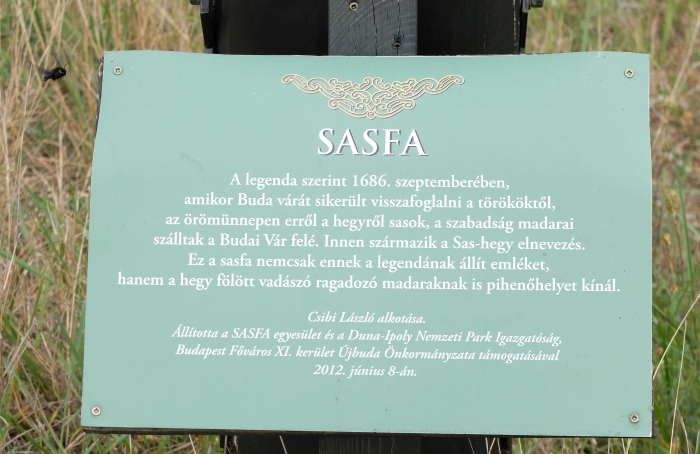 SASFA
A legenda szerint 1686. szeptemberében,
amikor Buda várát sikerült visszafoglalni a törököktől,
az örömünnepen erről a hegyről sasok, a szabadság madarai
szálltak a Budai Vár felé. Innen származik a Sas-hegy elnevezés.
Ez a sasfa nemcsak ennek a legendának állít emléket,
hanem a hegy fölött vadászó ragadozó madaraknak is pihenőhelyet kínál.
Csibi László alkotása.
Állította a SASFA egyesület és a Duna-Ipoly Nemzeti Park Igazgatóság,
Budapest Főváros XI. kerület Újbuda Önkormányzata támogatásával
2012. június 8-án.